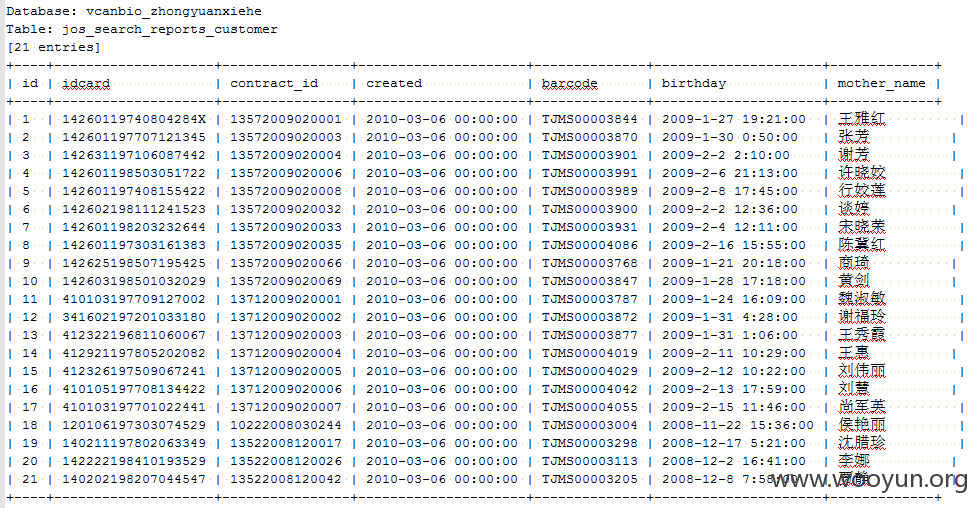 Database: vcanbio_zhongyuanxiehe
Table: jos_search_reports_customer
[21 entries]
| id | idcard | contract_id | created | barcode | birthday | mother_name |
| 1 | 14260119740804284X | 13572009020001 | 2010-03-06 00:00:00 | TJMS00003844 | 2009-1-27 19:21:00 | 王雅红 |
| 2 | 142601197707121345 | 13572009020003 | 2010-03-06 00:00:00 | TJMS00003870 | 2009-1-30 0:50:00 | 张芳 |
| 3 | 142631197106087442 | 13572009020004 | 2010-03-06 00:00:00 | TJMS00003901 | 2009-2-2 2:10:00 | 谢芳 |
| 4 | 142601198502051722 | 13572009020006 | 2010-03-06 00:00:00 | TJMS00003991 | 2009-2-6 21:13:00 | 许晓姣 |
| 5 | 142601197408155422 | 13572009020008 | 2010-03-06 00:00:00 | TJMS00003989 | 2009-2-8 17:45:00 | 行姣莲 |
| 6 | 142602198111241523 | 13572009020032 | 2010-03-06 00:00:00 | TJMS00003900 | 2009-2-2 12:36:00 | 谈婷 |
| 7 | 142601198203232644 | 13572009020033 | 2010-03-06 00:00:00 | TJMS00003931 | 2009-2-4 12:11:00 | 宋晓荣 |
| 8 | 142601197303161383 | 13572009020035 | 2010-03-06 00:00:00 | TJMS00004086 | 2009-2-16 15:55:00 | 陈冀红 |
| 9 | 142625198507195425 | 13572009020066 | 2010-03-06 00:00:00 | TJMS00003768 | 2009-1-21 20:18:00 | 商琦 |
| 10 | 142603198507032029 | 13572009020069 | 2010-03-06 00:00:00 | TJMS00003847 | 2009-1-28 17:18:00 | 黄剑 |
| 11 | 410103197709127002 | 13712009020001 | 2010-03-06 00:00:00 | TJMS00003787 | 2009-1-24 16:09:00 | 魏淑敏 |
| 12 | 341602197201033180 | 13712009020002 | 2010-03-06 00:00:00 | TJMS00003872 | 2009-1-31 4:28:00 | 谢福玲 |
| 13 | 412322196810060067 | 13712009020003 | 2010-03-06 00:00:00 | TJMS00003877 | 2009-1-31 1:06:00 | 王秀霞 |
| 14 | 412921197805202082 | 13712009020004 | 2010-03-06 00:00:00 | TJMS00004019 | 2009-2-11 10:29:00 | 王惠 |
| 15 | 412326197509067241 | 13712009020005 | 2010-03-06 00:00:00 | TJMS00004029 | 2009-2-12 10:22:00 | 刘伟丽 |
| 16 | 410105197708134422 | 13712009020006 | 2010-03-06 00:00:00 | TJMS00004042 | 2009-2-13 17:59:00 | 刘慧 |
| 17 | 410103197701022441 | 13712009020007 | 2010-03-06 00:00:00 | TJMS00004055 | 2009-2-15 11:46:00 | 尚军英 |
| 18 | 120106197303074529 | 10222008030244 | 2010-03-06 00:00:00 | TJMS00003004 | 2008-11-22 15:36:00 | 侯艳丽 |
| 19 | 140211197802063349 | 13522008120017 | 2010-03-06 00:00:00 | TJMS00003298 | 2008-12-17 5:21:00 | 沈腊珍 |
| 20 | 142222198410193529 | 13522008120026 | 2010-03-06 00:00:00 | TJMS00003113 | 2008-12-2 16:41:00 | 李娜 |
| 21 | 140202198207044547 | 13522008120042 | 2010-03-06 00:00:00 | TJMS00003205 | 2008-12-8 7:58:00 |
www.wooyun.org